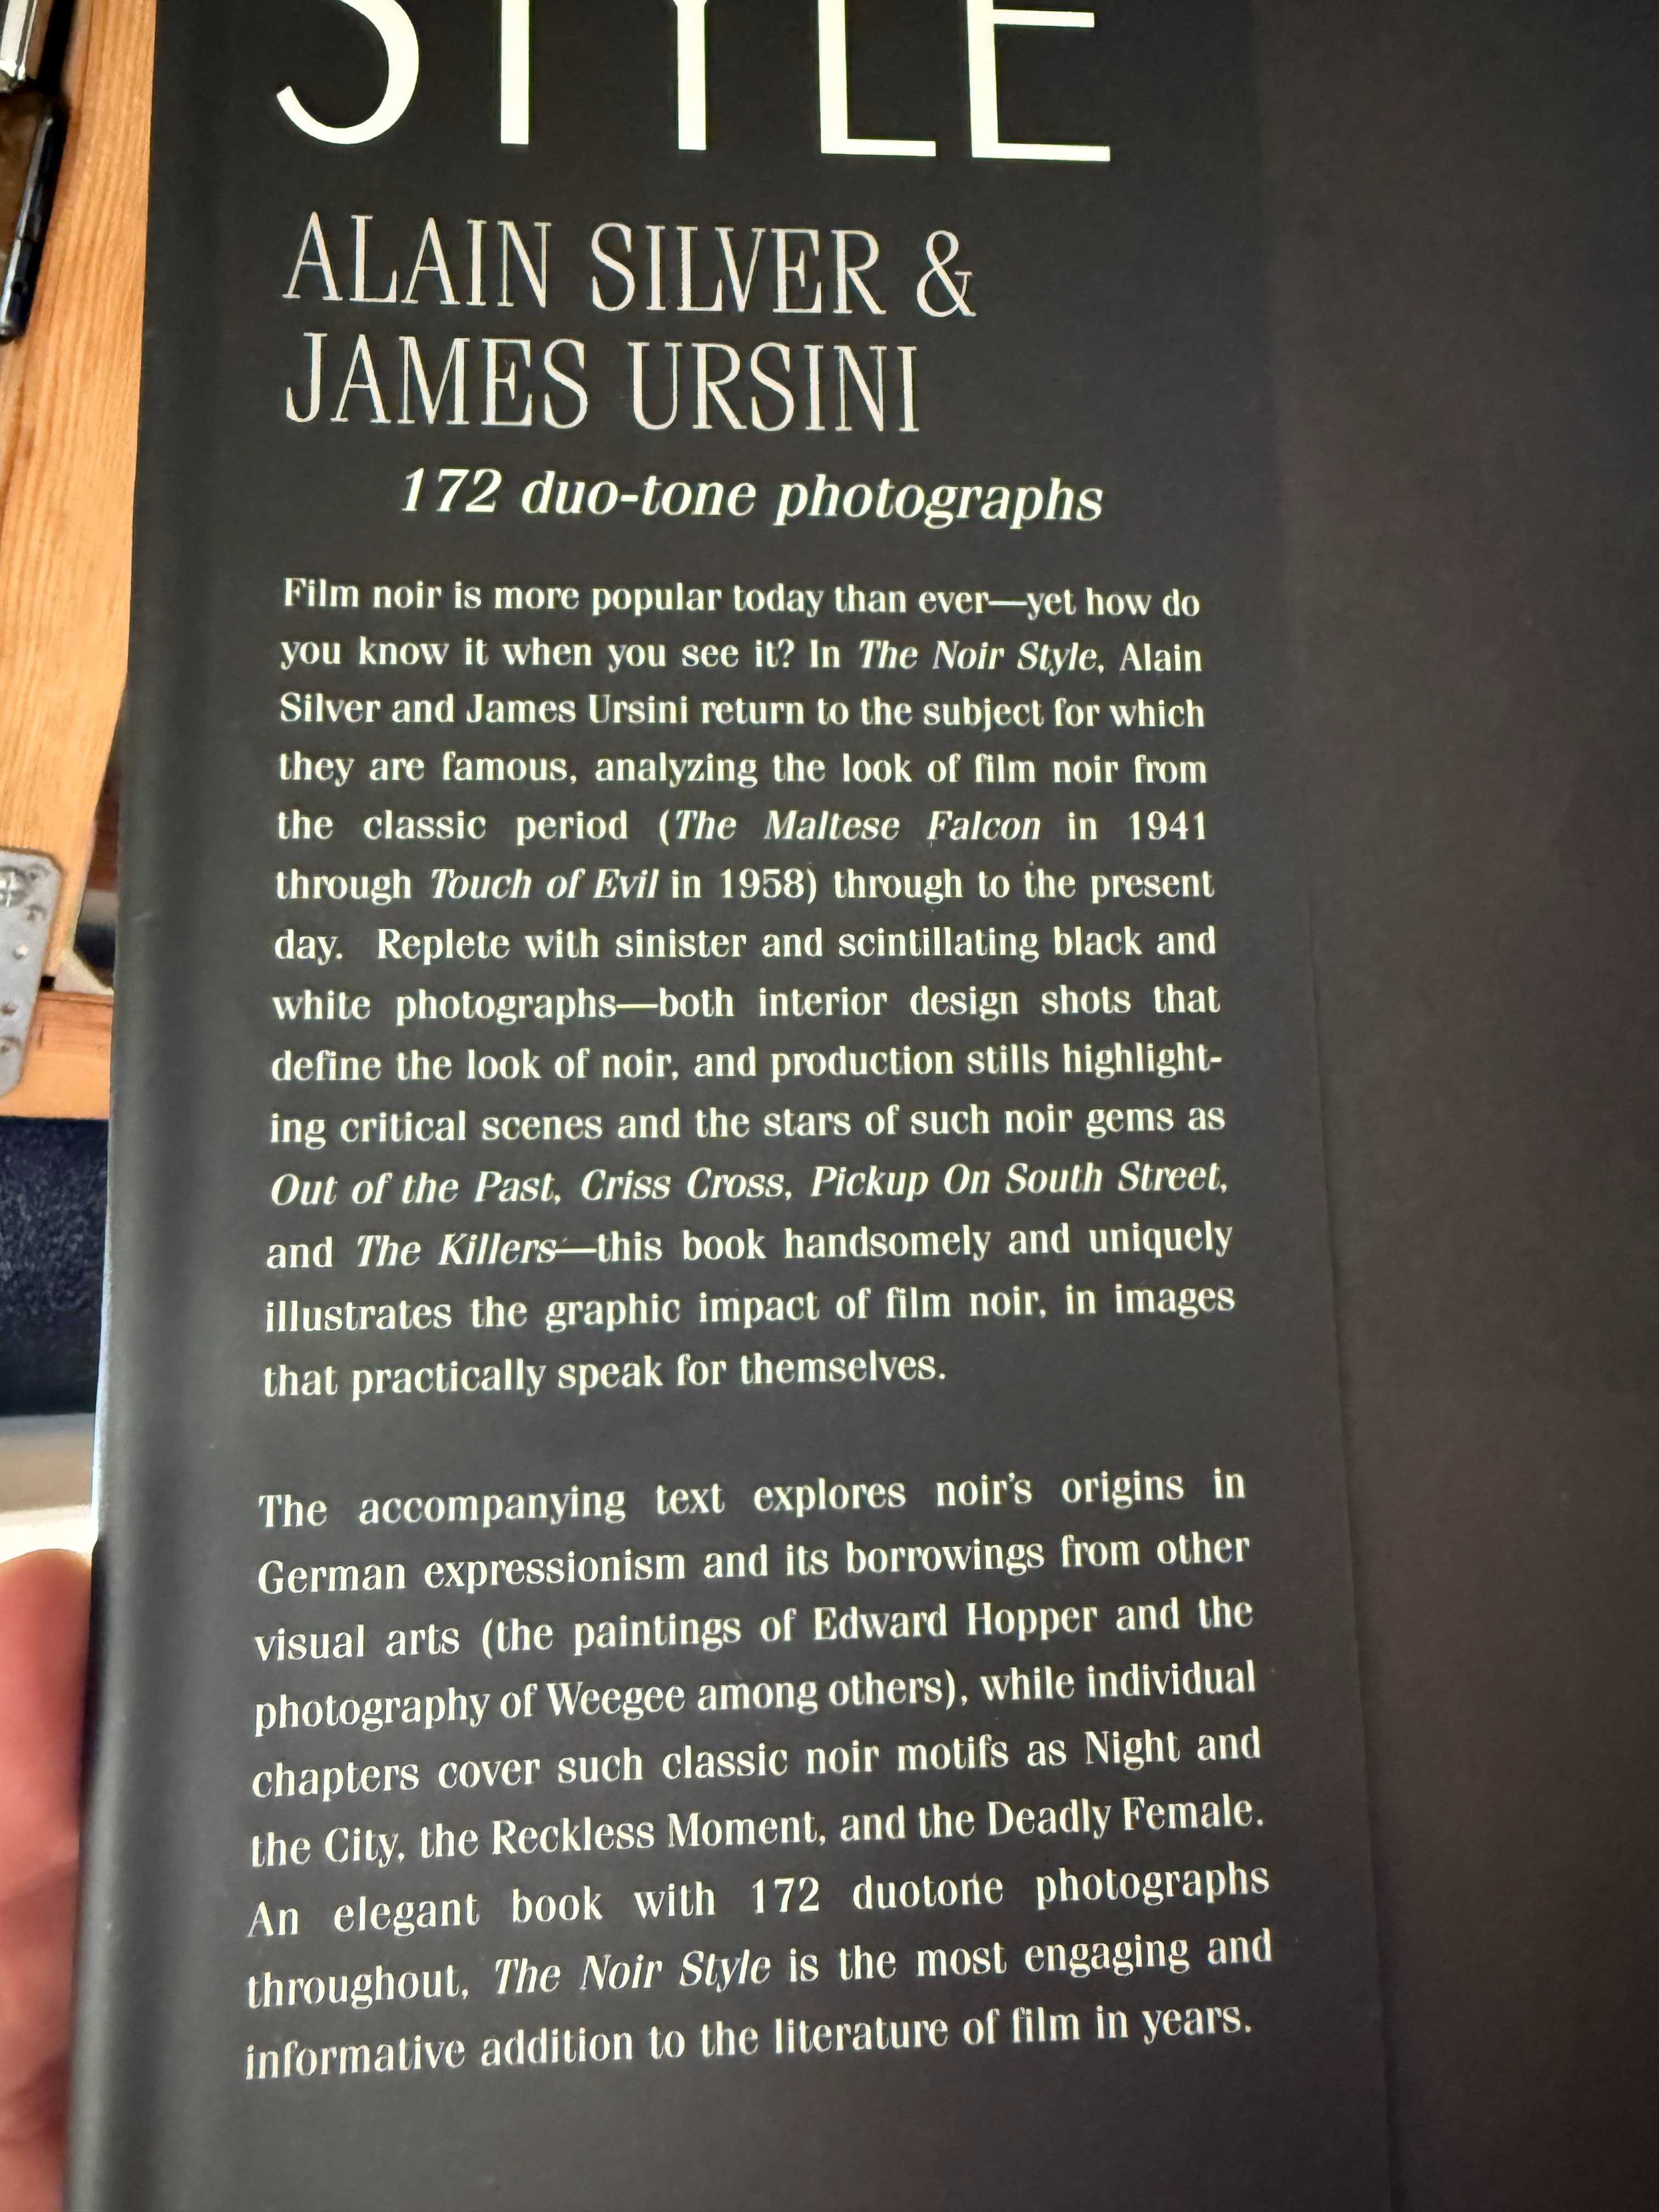 STYLE
ALAIN SILVER &
JAMES URSINI
172 duo-tone photographs
Film noir is more popular today than ever—yet how do
you know it when you see it? In The Noir Style, Alain
Silver and James Ursini return to the subject for which
they are famous, analyzing the look of film noir from
the classic period (The Maltese Falcon in 1941
through Touch of Evil in 1958) through to the present
day. Replete with sinister and scintillating black and
white photographs—both interior design shots that
define the look of noir, and production stills highlight-
ing critical scenes and the stars of such noir gems as
Out of the Past, Criss Cross, Pickup On South Street,
and The Killers—this book handsomely and uniquely
illustrates the graphic impact of film noir, in images
that practically speak for themselves.
The accompanying text explores noir's origins in
German expressionism and its borrowings from other
visual arts (the paintings of Edward Hopper and the
photography of Weegee among others), while individual
chapters cover such classic noir motifs as Night and
the City, the Reckless Moment, and the Deadly Female.
An elegant book with 172 duotone photographs
throughout, The Noir Style is the most engaging and
informative addition to the literature of film in years.